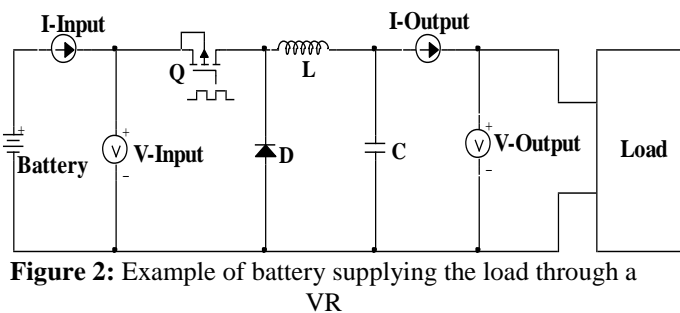 I-Input
I-Output
Q
L
+
Battery
+
V
V-Input
-
D
C
+
V
V-Output
-
Load
Figure 2: Example of battery supplying the load through a
VR